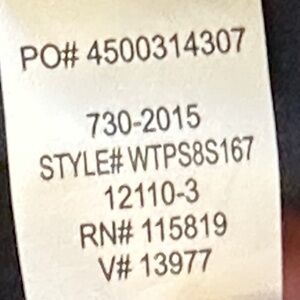 PO# 4500314307
730-2015
STYLE# WTPS8S167
12110-3
RN# 115819
V# 13977